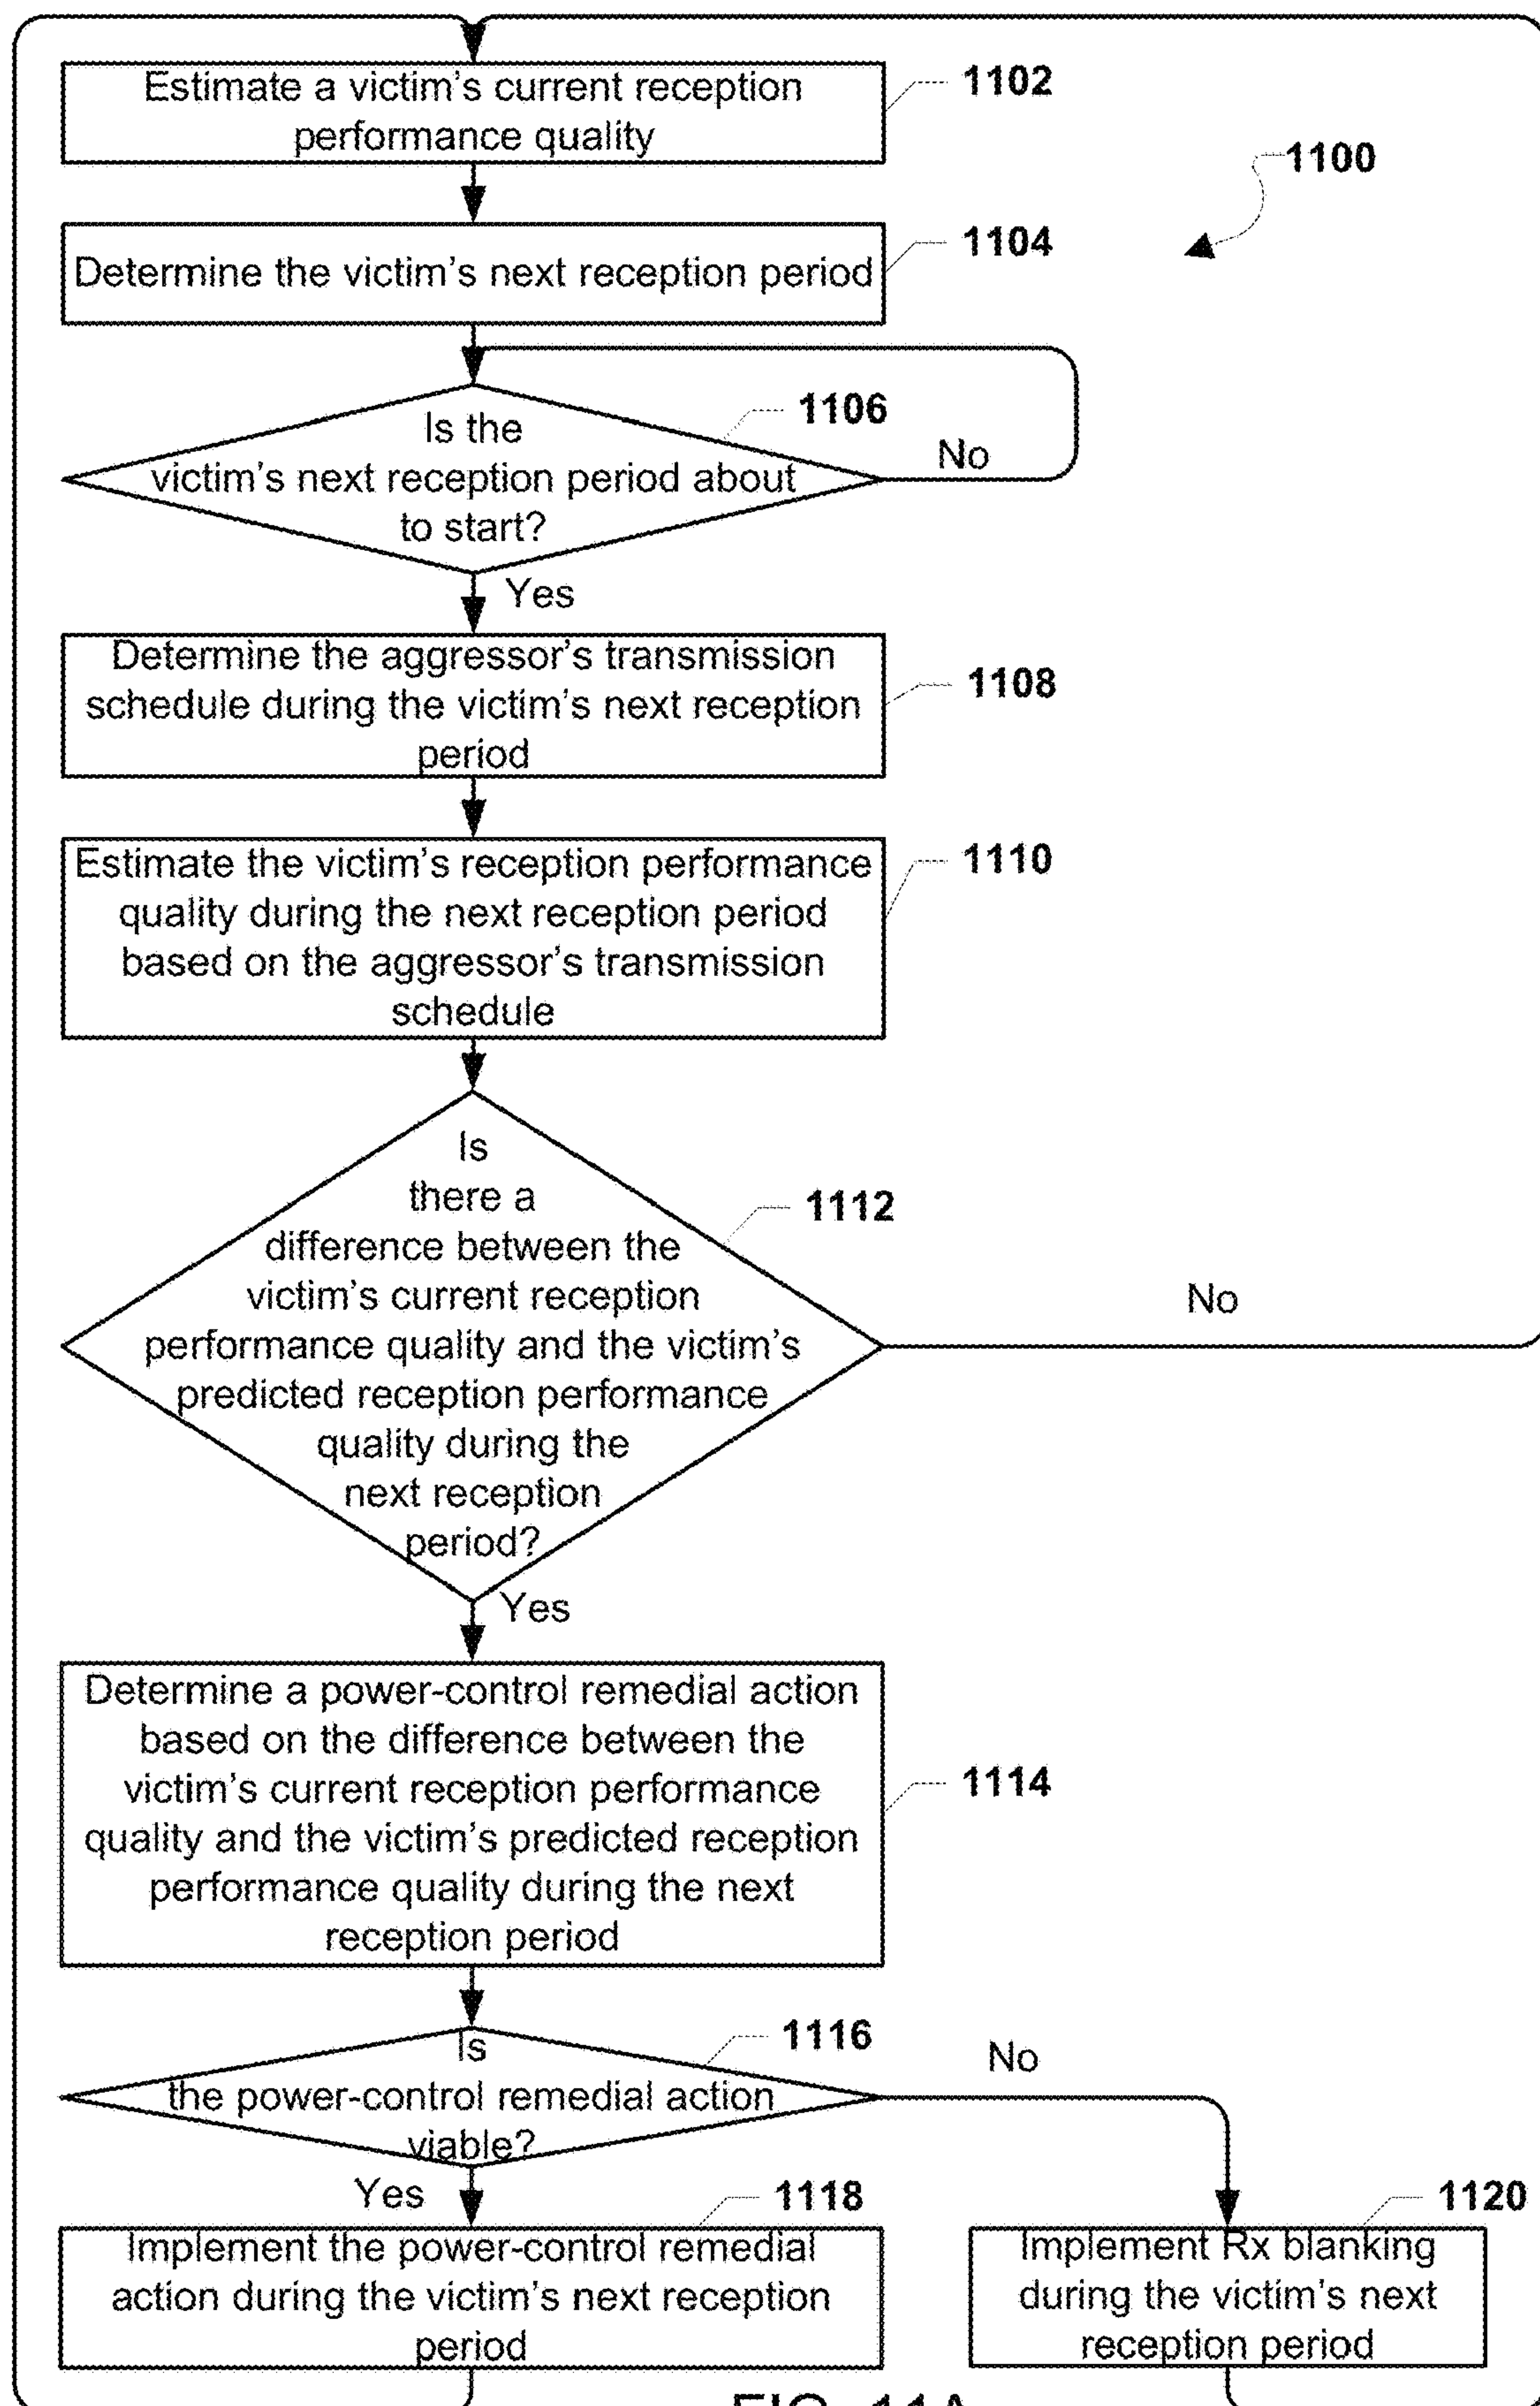 Estimate a victim's current reception
performance quality
1102
1100
Determine the victim's next reception period
1104
Is the
victim's next reception period about
to start?
1106
No
Yes
Determine the aggressor's transmission
schedule during the victim's next reception
period
1108
Estimate the victim's reception performance
quality during the next reception period
based on the aggressor's transmission
schedule
1110
Is
there a
difference between the
victim's current reception
performance quality and the victim's
predicted reception performance
quality during the
next reception
period?
1112
No
Yes
Determine a power-control remedial action
based on the difference between the
victim's current reception performance
quality and the victim's predicted reception
performance quality during the next
reception period
1114
Is
the power-control remedial action
viable?
1116
No
Yes
Implement the power-control remedial
action during the victim's next reception
period
1118
Implement Rx blanking
during the victim's next
reception period
1120
FIG. 11A